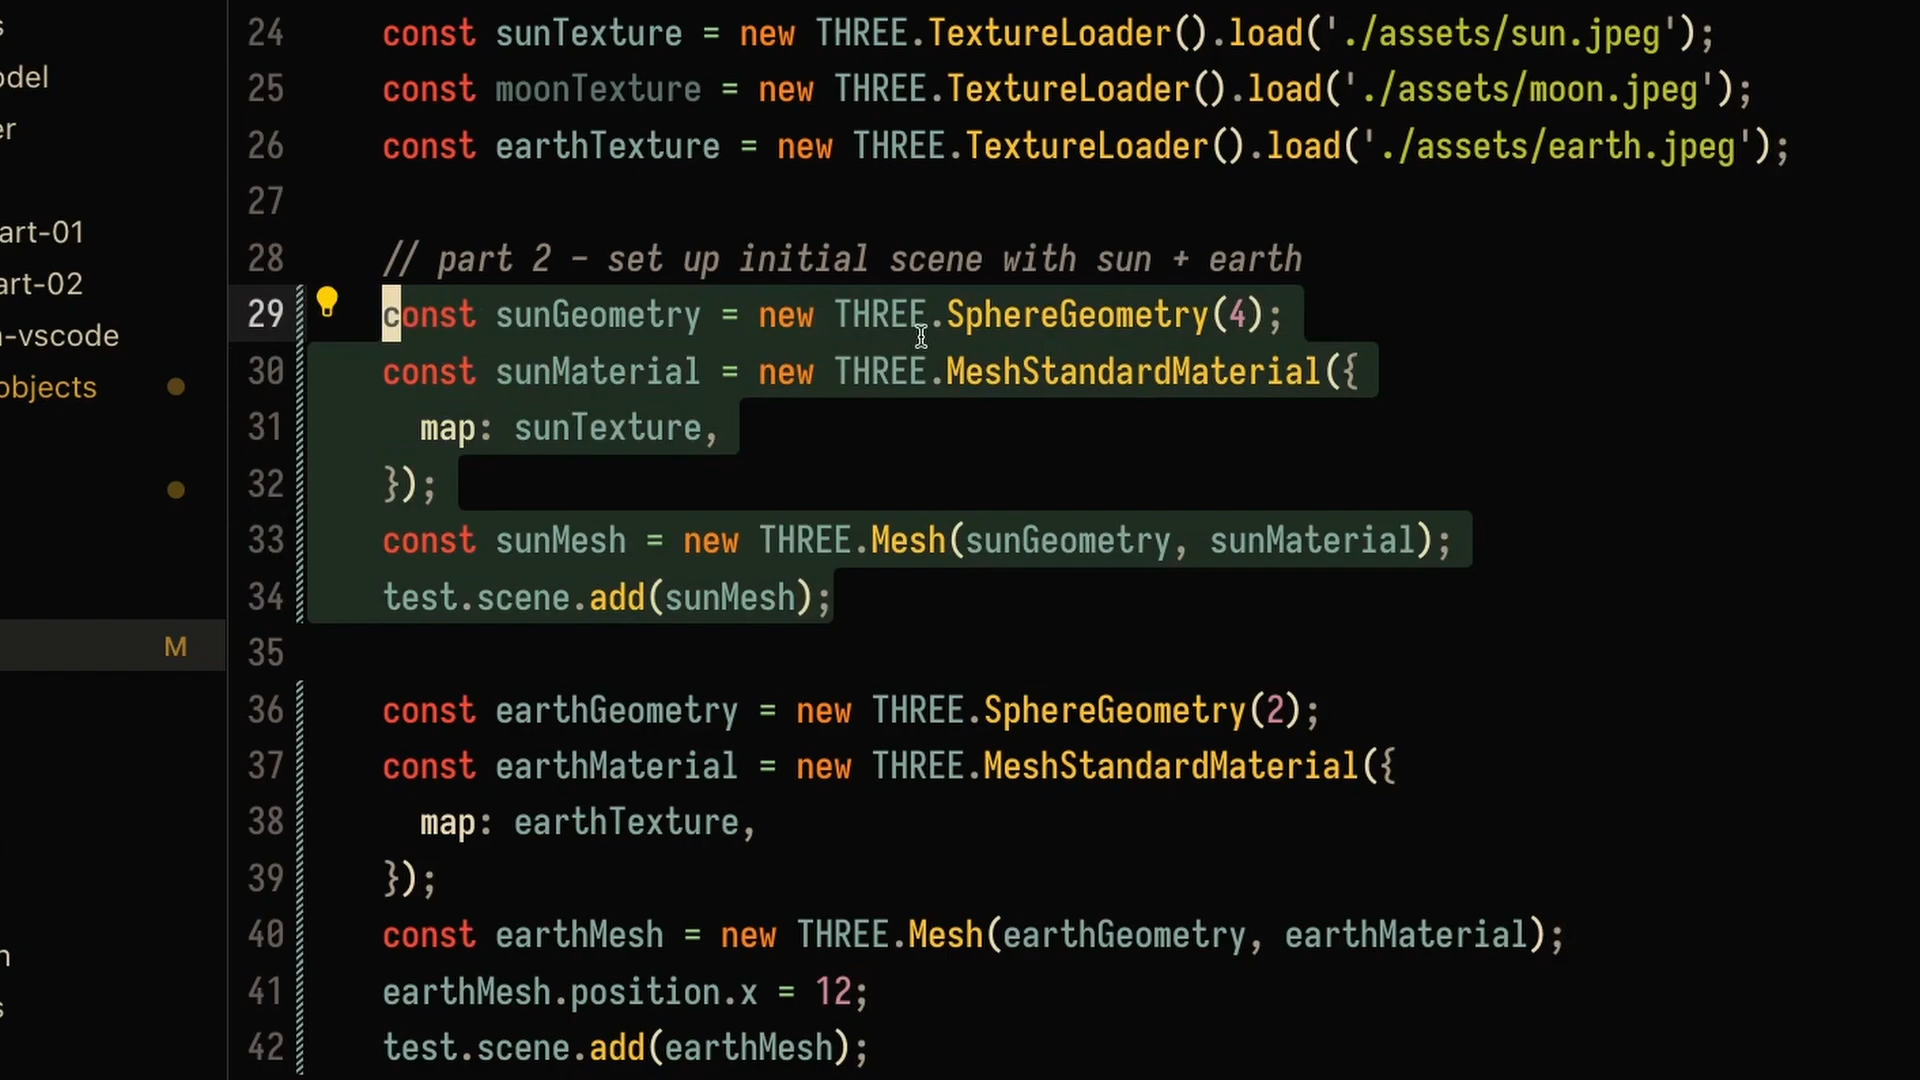 s
odel
er
art-01
art-02
n-vscode
objects
M
n
s
24 const sunTexture = new THREE.TextureLoader().load('./assets/sun.jpeg');
25 const moonTexture = new THREE.TextureLoader().load('./assets/moon.jpeg');
26 const earthTexture = new THREE.TextureLoader().load('./assets/earth.jpeg');
27
28 // part 2 - set up initial scene with sun + earth
29 const sunGeometry = new THREE.SphereGeometry(4);
30 const sunMaterial = new THREE.MeshStandardMaterial({
31 map: sunTexture,
32 });
33 const sunMesh = new THREE.Mesh(sunGeometry, sunMaterial);
34 test.scene.add(sunMesh);
35
36 const earthGeometry = new THREE.SphereGeometry(2);
37 const earthMaterial = new THREE.MeshStandardMaterial({
38 map: earthTexture,
39 });
40 const earthMesh = new THREE.Mesh(earthGeometry, earthMaterial);
41 earthMesh.position.x = 12;
42 test.scene.add(earthMesh);